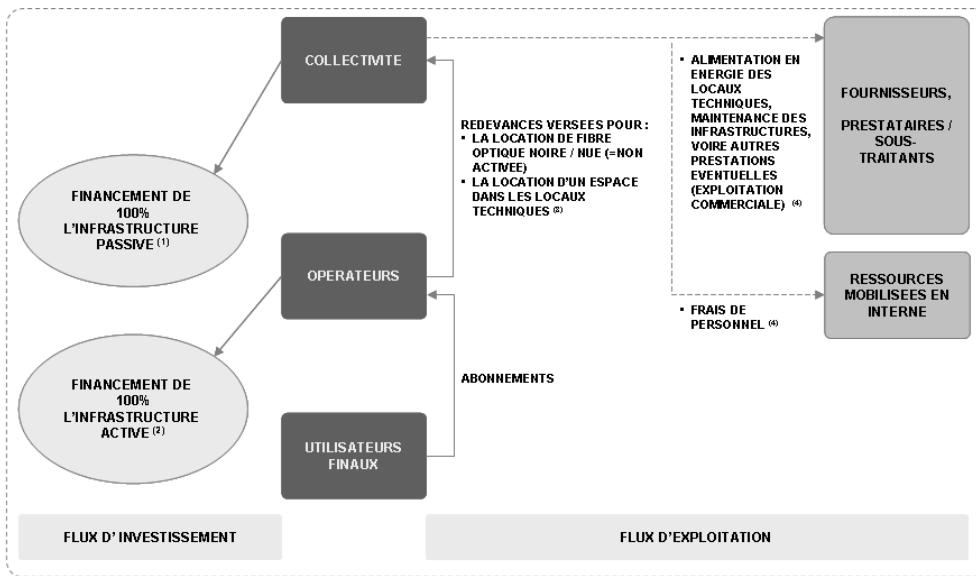 COLLECTIVITE
ALIMENTATION EN
ENERGIE DES
LOCAUX
TECHNIQUES,
MAINTENANCE DES
INFRASTRUCTURES,
VOIRE AUTRES
PRESTATIONS
EVENTUELLES
(EXPLOITATION
COMMERCIALE) (4)
FOURNISSEURS,
PRESTATAIRES /
SOUS-
TRAITANTS
REDEVANCES VERSEES POUR :
LA LOCATION DE FIBRE
OPTIQUE NOIRE / NUE (=NON
ACTIVEE)
LA LOCATION D'UN ESPACE
DANS LES LOCAUX
TECHNIQUES (3)
FINANCEMENT DE
100%
L'INFRASTRUCTURE
PASSIVE (1)
OPERATEURS
RESSOURCES
MOBILISEES EN
INTERNE
FRAIS DE
PERSONNEL (4)
FINANCEMENT DE
100%
L'INFRASTRUCTURE
ACTIVE (2)
ABONNEMENTS
UTILISATEURS
FINAUX
FLUX D' INVESTISSEMENT
FLUX D'EXPLOITATION